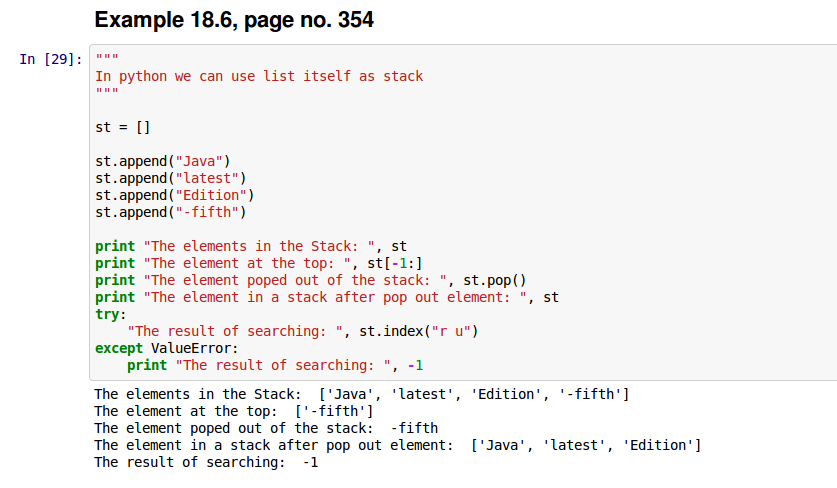 Example 18.6, page no. 354
In [29]:
"""
In python we can use list itself as stack
"""
st = []
st.append("Java")
st.append("latest")
st.append("Edition")
st.append("-fifth")
print "The elements in the Stack: ", st
print "The element at the top: ", st[-1:]
print "The element poped out of the stack: ", st.pop()
print "The element in a stack after pop out element: ", st
try:
    "The result of searching: ", st.index("r u")
except ValueError:
    print "The result of searching: ", -1
The elements in the Stack:  ['Java', 'latest', 'Edition', '-fifth']
The element at the top:  ['-fifth']
The element poped out of the stack:  -fifth
The element in a stack after pop out element:  ['Java', 'latest', 'Edition']
The result of searching:  -1